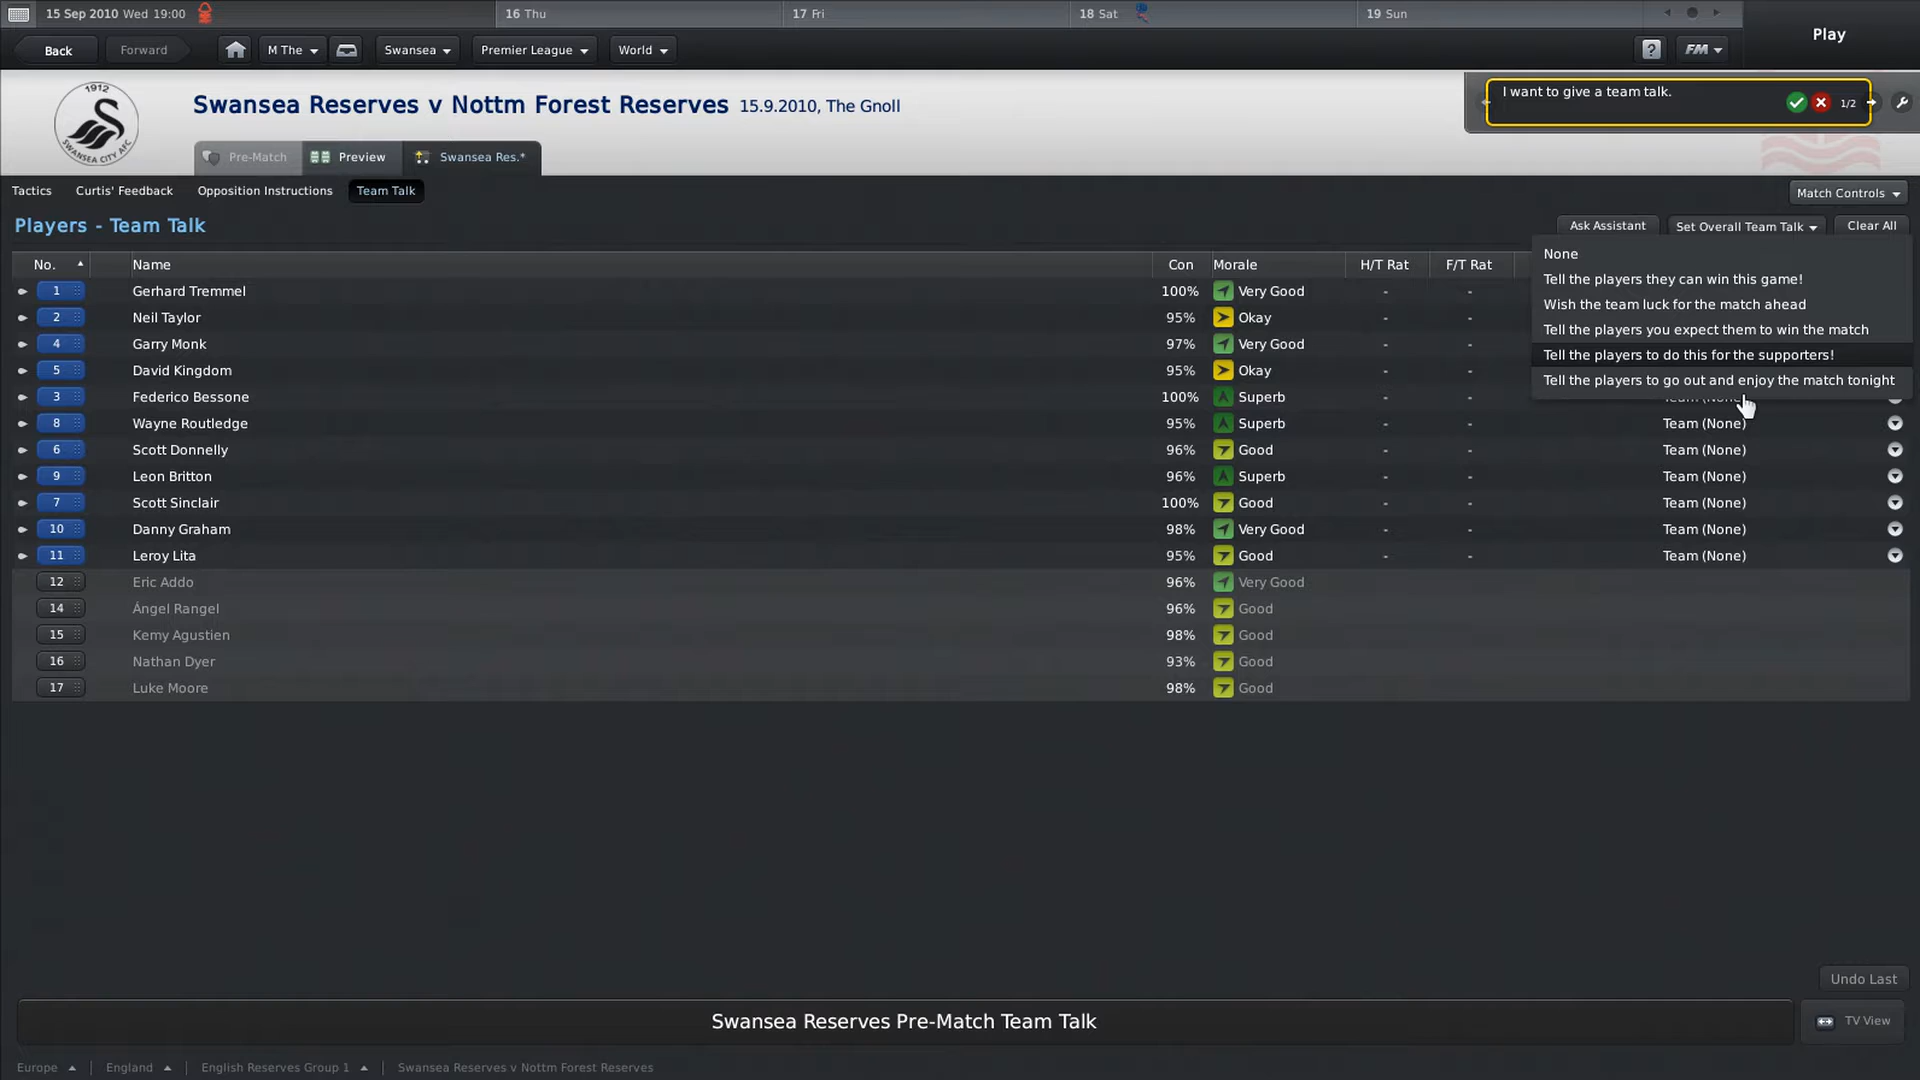 15 Sep 2010 Wed 19:00
16 Thu
17 Fri
18 Sat
19 Sun
Play
Back
Forward
M The
Swansea
Premier League
World
?
FM
1912
SWANSEA CITY AFC
Swansea Reserves v Nottm Forest Reserves 15.9.2010, The Gnoll
I want to give a team talk.
1/2
Pre-Match
Preview
Swansea Res.*
Tactics
Curtis' Feedback
Opposition Instructions
Team Talk
Match Controls
Players - Team Talk
Ask Assistant
Set Overall Team Talk
Clear All
None
Tell the players they can win this game!
Wish the team luck for the match ahead
Tell the players you expect them to win the match
Tell the players to do this for the supporters!
Tell the players to go out and enjoy the match tonight
No. Name Con Morale H/T Rat F/T Rat
1 Gerhard Tremmel 100% Very Good - -
2 Neil Taylor 95% Okay - -
4 Garry Monk 97% Very Good - -
5 David Kingdom 95% Okay - -
3 Federico Bessone 100% Superb - - Team (None)
8 Wayne Routledge 95% Superb - - Team (None)
6 Scott Donnelly 96% Good - - Team (None)
9 Leon Britton 96% Superb - - Team (None)
7 Scott Sinclair 100% Good - - Team (None)
10 Danny Graham 98% Very Good - - Team (None)
11 Leroy Lita 95% Good - - Team (None)
12 Eric Addo 96% Very Good
14 Ángel Rangel 96% Good
15 Kemy Agustien 98% Good
16 Nathan Dyer 93% Good
17 Luke Moore 98% Good
Undo Last
Swansea Reserves Pre-Match Team Talk
TV View
Europe
England
English Reserves Group 1
Swansea Reserves v Nottm Forest Reserves